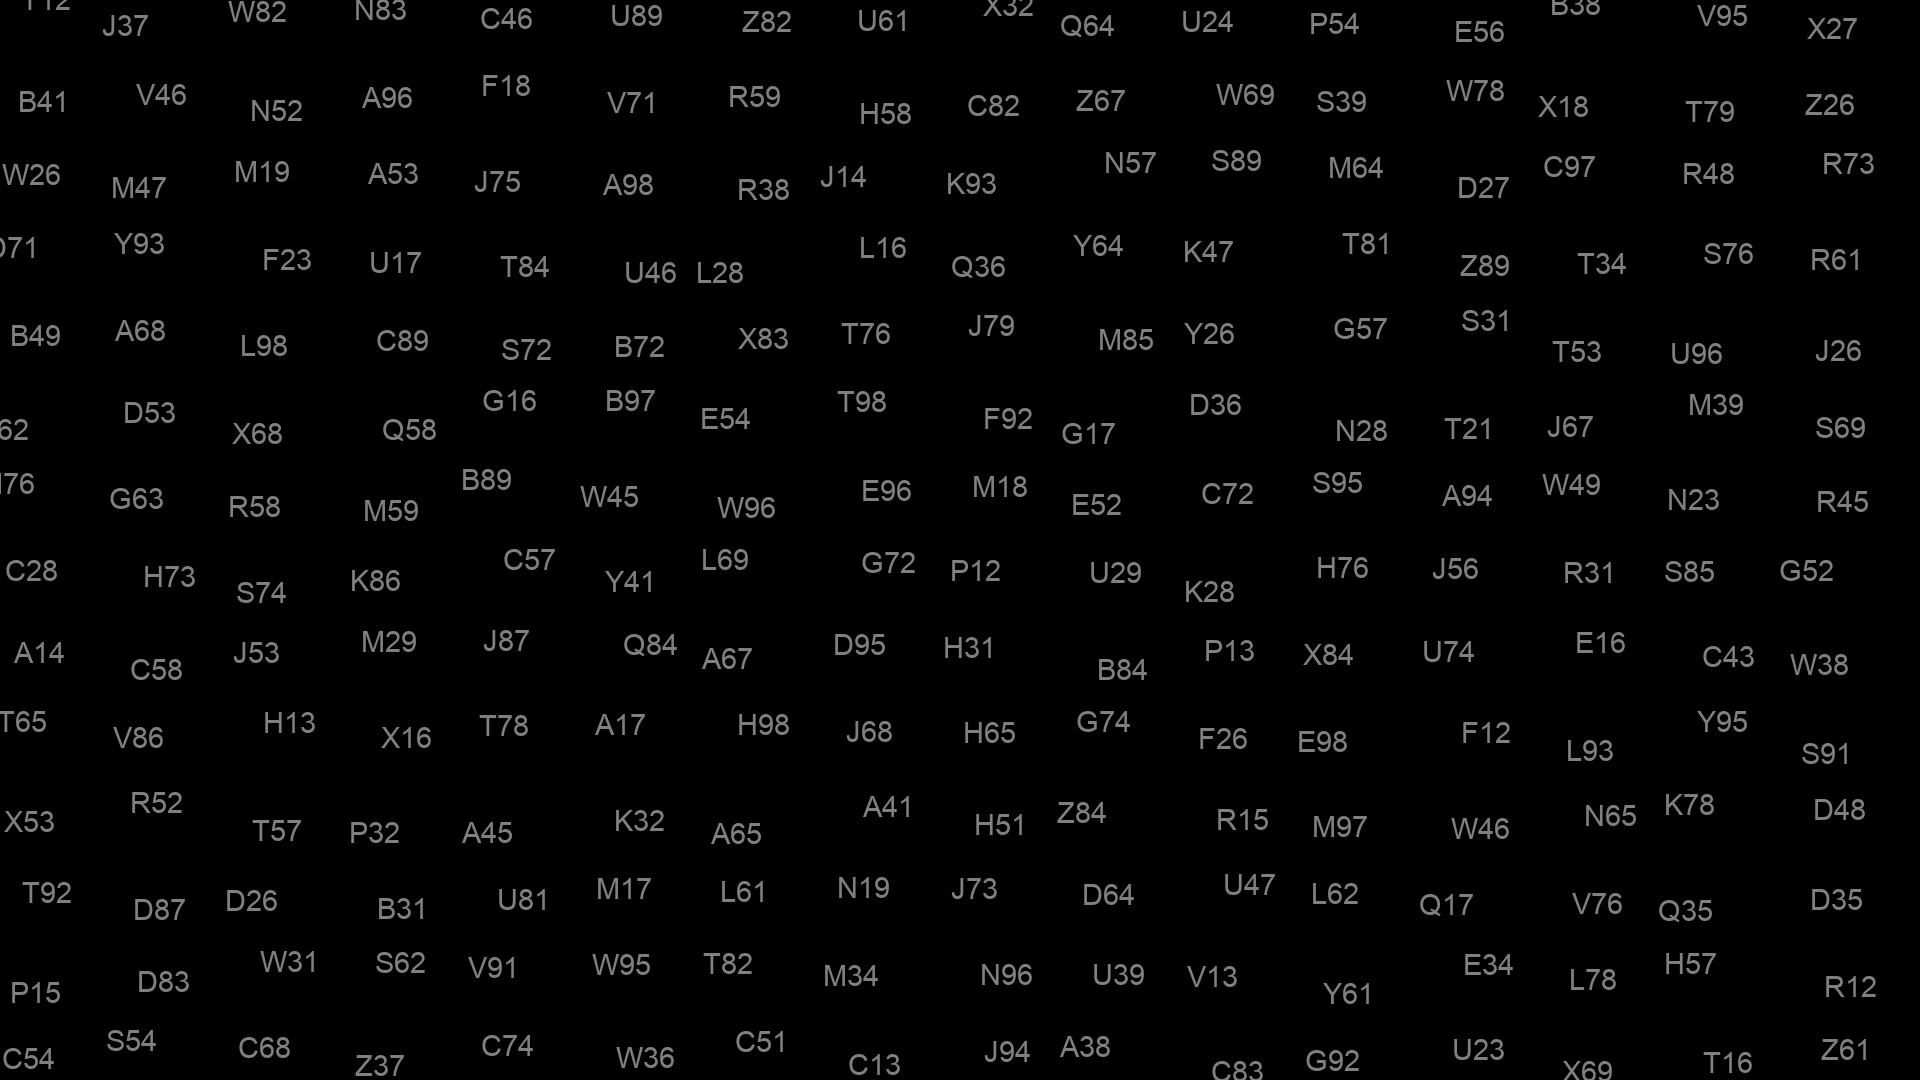 J37 W82 N83 C46 U89 Z82 U61 X32 Q64 U24 P54 E56 B38 V95 X27
B41 V46 N52 A96 F18 V71 R59 H58 C82 Z67 W69 S39 W78 X18 T79 Z26
W26 M47 M19 A53 J75 A98 R38 J14 K93 N57 S89 M64 D27 C97 R48 R73
Y93 F23 U17 T84 U46 L28 L16 Q36 Y64 K47 T81 Z89 T34 S76 R61
B49 A68 L98 C89 S72 B72 X83 T76 J79 M85 Y26 G57 S31 T53 U96 J26
62 D53 X68 Q58 G16 B97 E54 T98 F92 G17 D36 N28 T21 J67 M39 S69
76 G63 R58 M59 B89 W45 W96 E96 M18 E52 C72 S95 A94 W49 N23 R45
C28 H73 S74 K86 C57 Y41 L69 G72 P12 U29 K28 H76 J56 R31 S85 G52
A14 C58 J53 M29 J87 Q84 A67 D95 H31 B84 P13 X84 U74 E16 C43 W38
T65 V86 H13 X16 T78 A17 H98 J68 H65 G74 F26 E98 F12 L93 Y95 S91
X53 R52 T57 P32 A45 K32 A65 A41 H51 Z84 R15 M97 W46 N65 K78 D48
T92 D87 D26 B31 U81 M17 L61 N19 J73 D64 U47 L62 Q17 V76 Q35 D35
P15 D83 W31 S62 V91 W95 T82 M34 N96 U39 V13 Y61 E34 L78 H57 R12
C54 S54 C68 Z37 C74 W36 C51 C13 J94 A38 C83 G92 U23 X69 T16 Z61